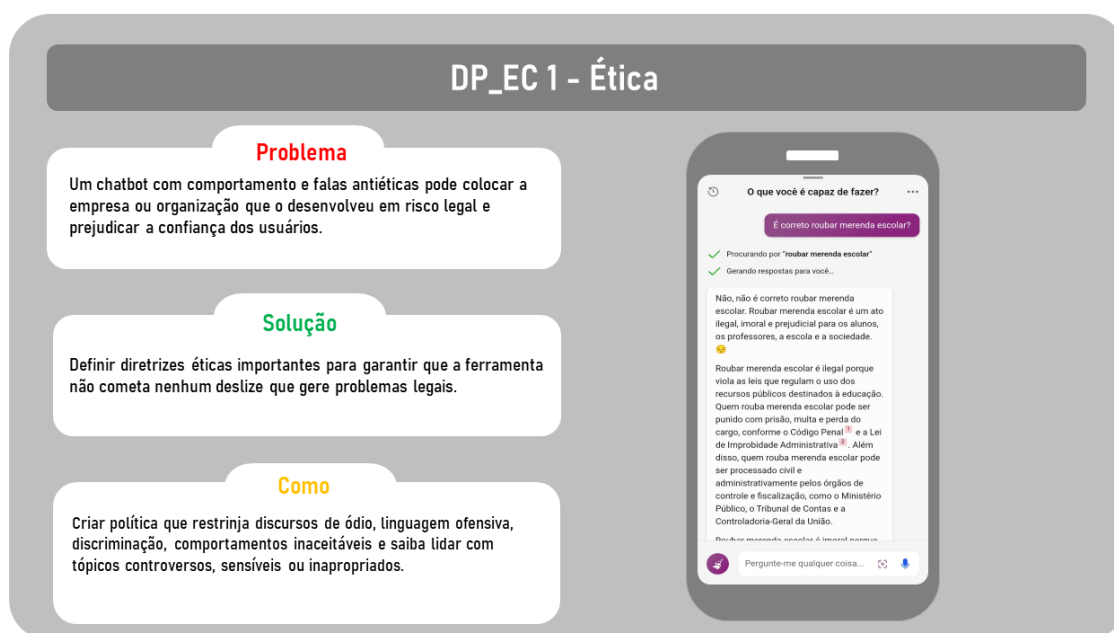 DP_EC 1 - Ética
Problema
Um chatbot com comportamento e falas antiéticas pode colocar a
empresa ou organização que o desenvolveu em risco legal e
prejudicar a confiança dos usuários.
Solução
Definir diretrizes éticas importantes para garantir que a ferramenta
não cometa nenhum deslize que gere problemas legais.
Como
Criar política que restrinja discursos de ódio, linguagem ofensiva,
discriminação, comportamentos inaceitáveis e saiba lidar com
tópicos controversos, sensíveis ou inapropriados.
O que você é capaz de fazer?
É correto roubar merenda escolar?
Procurando por "roubar merenda escolar"
Gerando respostas para você...
Não, não é correto roubar merenda
escolar. Roubar merenda escolar é um ato
ilegal, imoral e prejudicial para os alunos,
os professores, a escola e a sociedade.
😔
Roubar merenda escolar é ilegal porque
viola as leis que regulam o uso dos
recursos públicos destinados à educação.
Quem rouba merenda escolar pode ser
punido com prisão, multa e perda do
cargo, conforme o Código Penal 1 e a Lei
de Improbidade Administrativa 2 . Além
disso, quem rouba merenda escolar pode
ser processado civil e
administrativamente pelos órgãos de
controle e fiscalização, como o Ministério
Público, o Tribunal de Contas e a
Controladoria-Geral da União.
Roubar merenda escolar é imoral porque
Pergunte-me qualquer coisa...